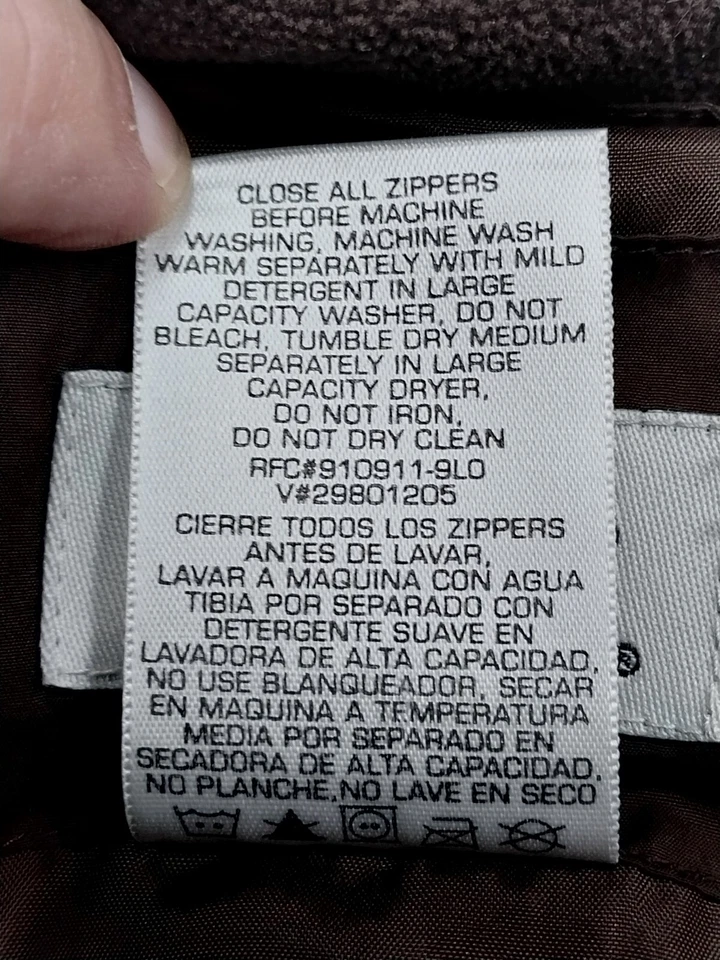 CLOSE ALL ZIPPERS
BEFORE MACHINE
WASHING, MACHINE WASH
WARM SEPARATELY WITH MILD
DETERGENT IN LARGE
CAPACITY WASHER, DO NOT
BLEACH, TUMBLE DRY MEDIUM
SEPARATELY IN LARGE
CAPACITY DRYER,
DO NOT IRON,
DO NOT DRY CLEAN
RFC#910911-9L0
V#29801205
CIERRE TODOS LOS ZIPPERS
ANTES DE LAVAR,
LAVAR A MAQUINA CON AGUA
TIBIA POR SEPARADO CON
DETERGENTE SUAVE EN
LAVADORA DE ALTA CAPACIDAD,
NO USE BLANQUEADOR, SECAR
EN MAQUINA A TEMPERATURA
MEDIA POR SEPARADO EN
SECADORA DE ALTA CAPACIDAD,
NO PLANCHE,NO LAVE EN SECO